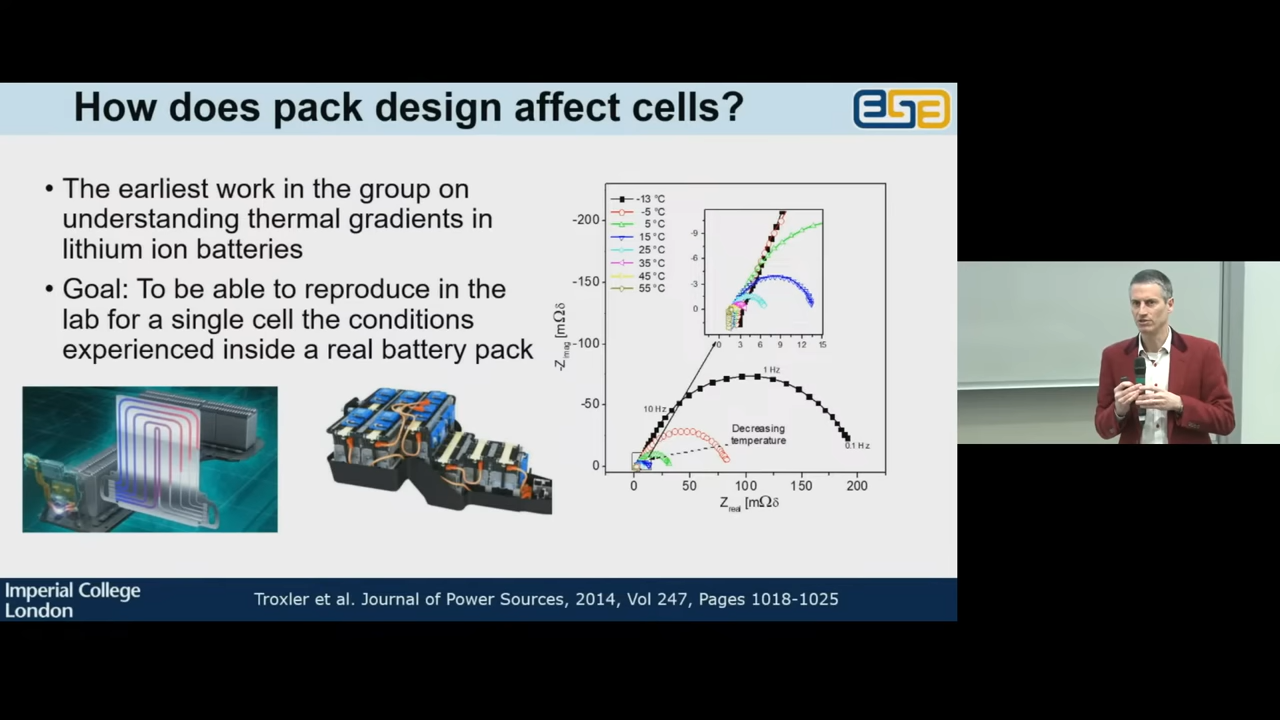 How does pack design affect cells?
• The earliest work in the group on
understanding thermal gradients in
lithium ion batteries
• Goal: To be able to reproduce in the
lab for a single cell the conditions
experienced inside a real battery pack
-Z imag [mΩδ
-200
-150
-100
-50
0
-13 °C
-5 °C
5 °C
15 °C
25 °C
35 °C
45 °C
55 °C
-9
-6
-3
0
0 3 6 9 12 15
1 Hz
10 Hz
0.1 Hz
Decreasing
temperature
0 50 100 150 200
Z real [mΩδ
Imperial College
London
Troxler et al. Journal of Power Sources, 2014, Vol 247, Pages 1018-1025